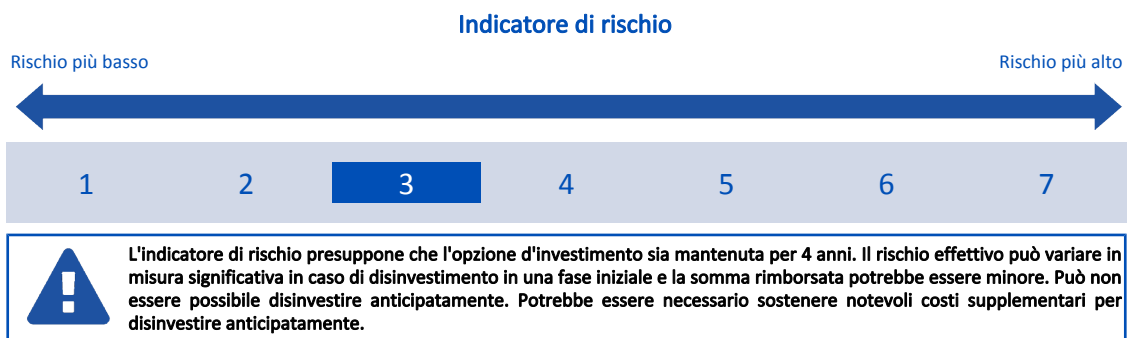 Indicatore di rischio
Rischio più basso
Rischio più alto
1 2 3 4 5 6 7
L'indicatore di rischio presuppone che l'opzione d'investimento sia mantenuta per 4 anni. Il rischio effettivo può variare in
misura significativa in caso di disinvestimento in una fase iniziale e la somma rimborsata potrebbe essere minore. Può non
essere possibile disinvestire anticipatamente. Potrebbe essere necessario sostenere notevoli costi supplementari per
disinvestire anticipatamente.